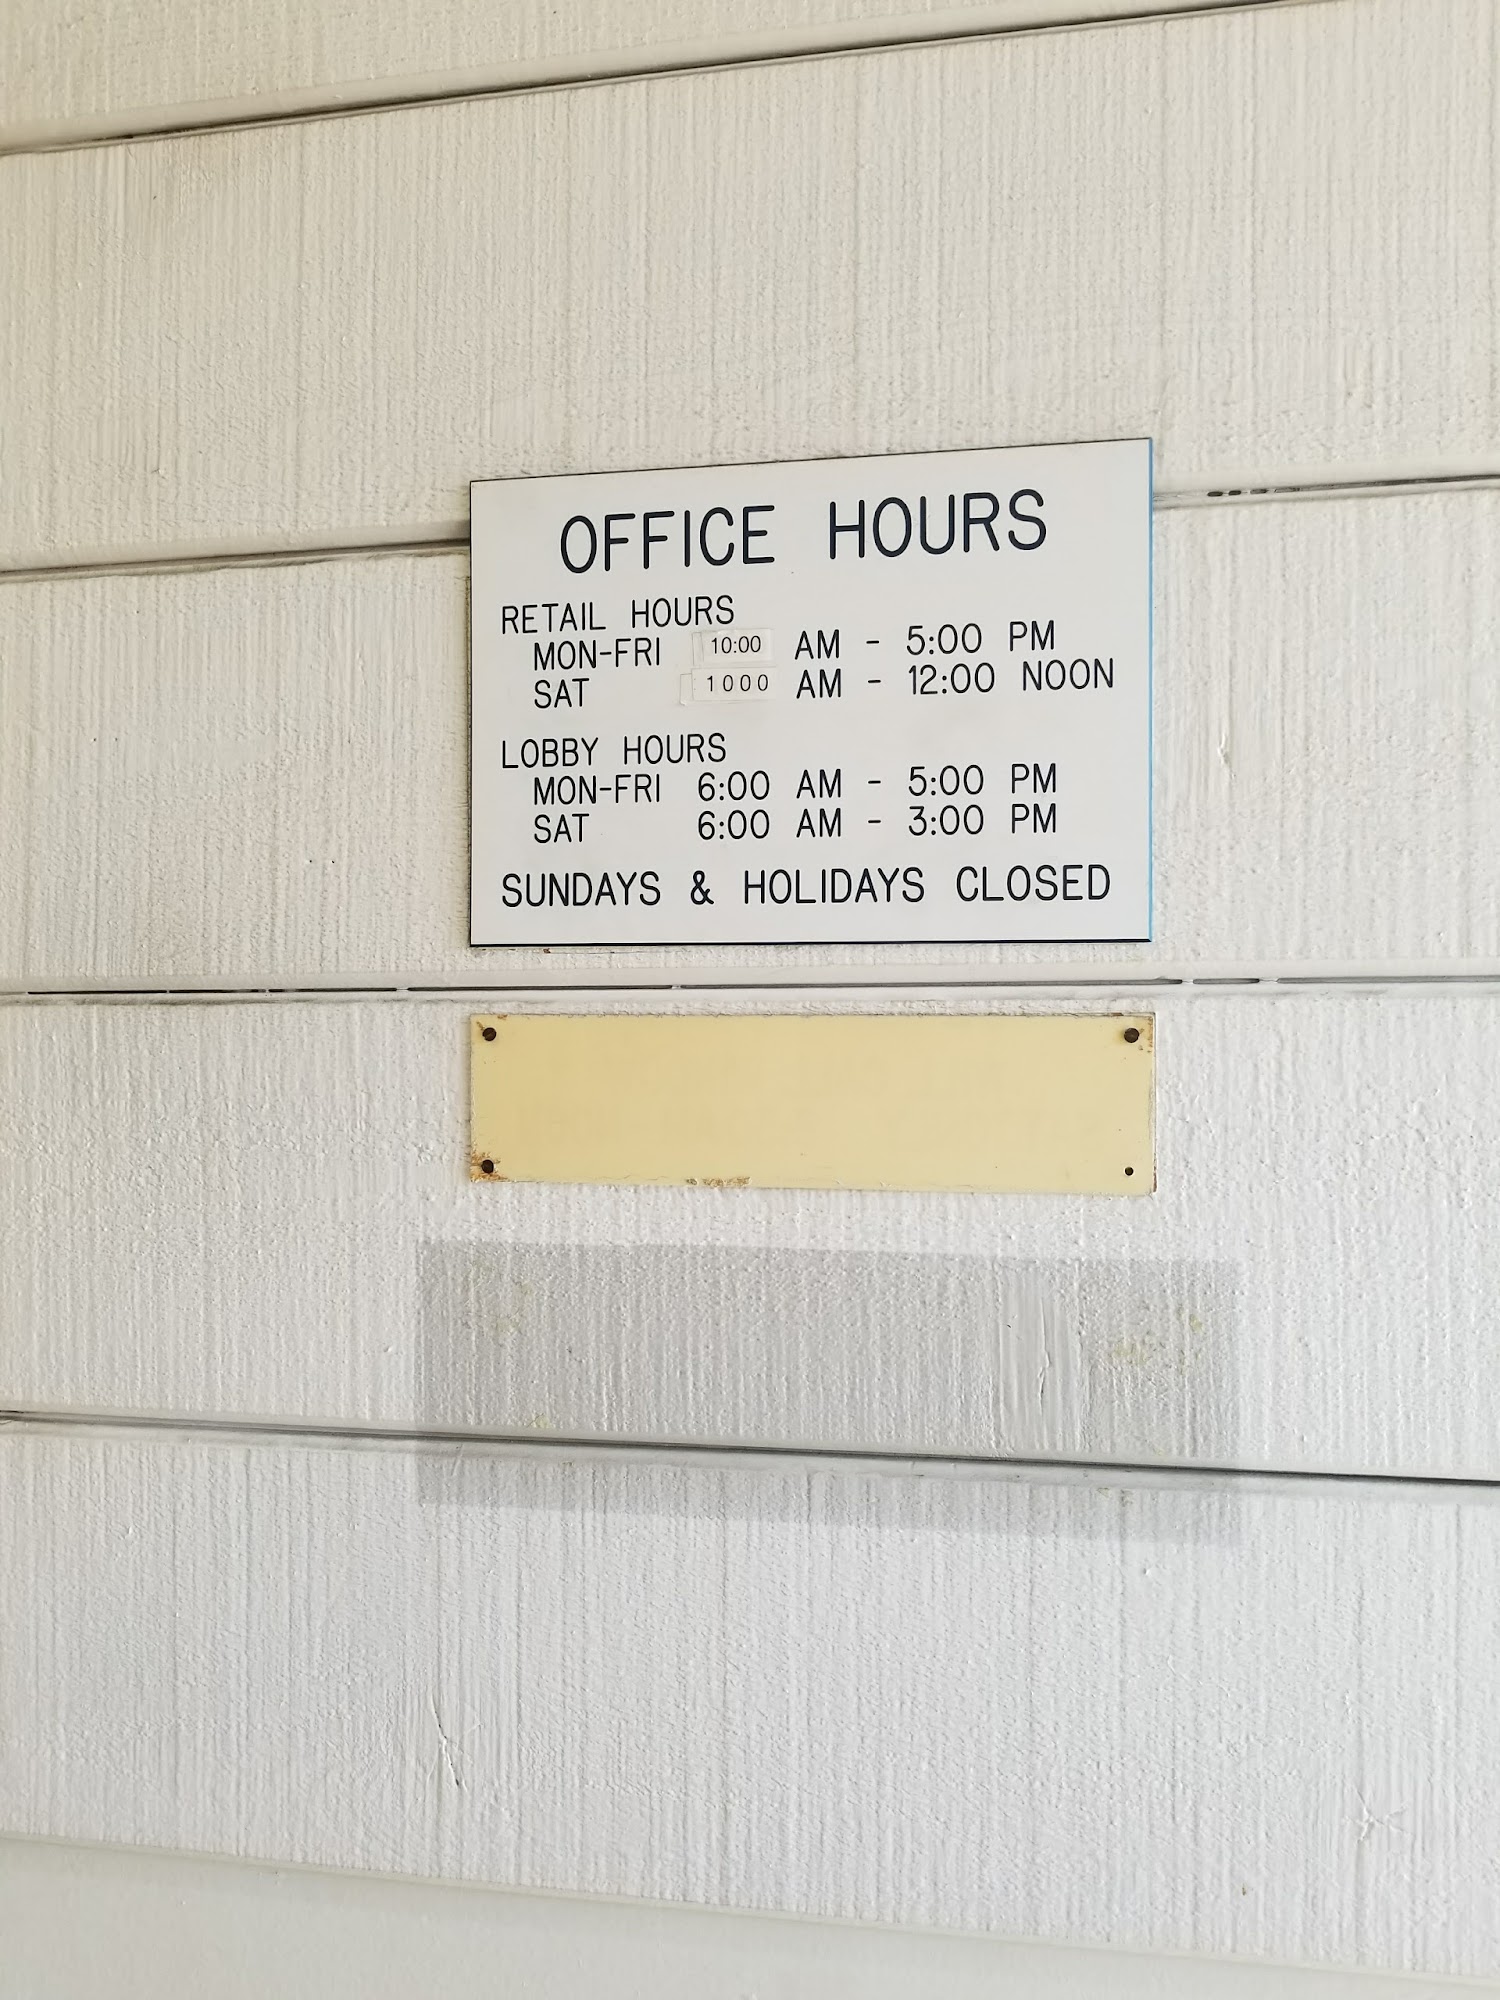 OFFICE HOURS
RETAIL HOURS
MON-FRI 10:00 AM - 5:00 PM
SAT 1000 AM - 12:00 NOON
LOBBY HOURS
MON-FRI 6:00 AM - 5:00 PM
SAT 6:00 AM - 3:00 PM
SUNDAYS & HOLIDAYS CLOSED